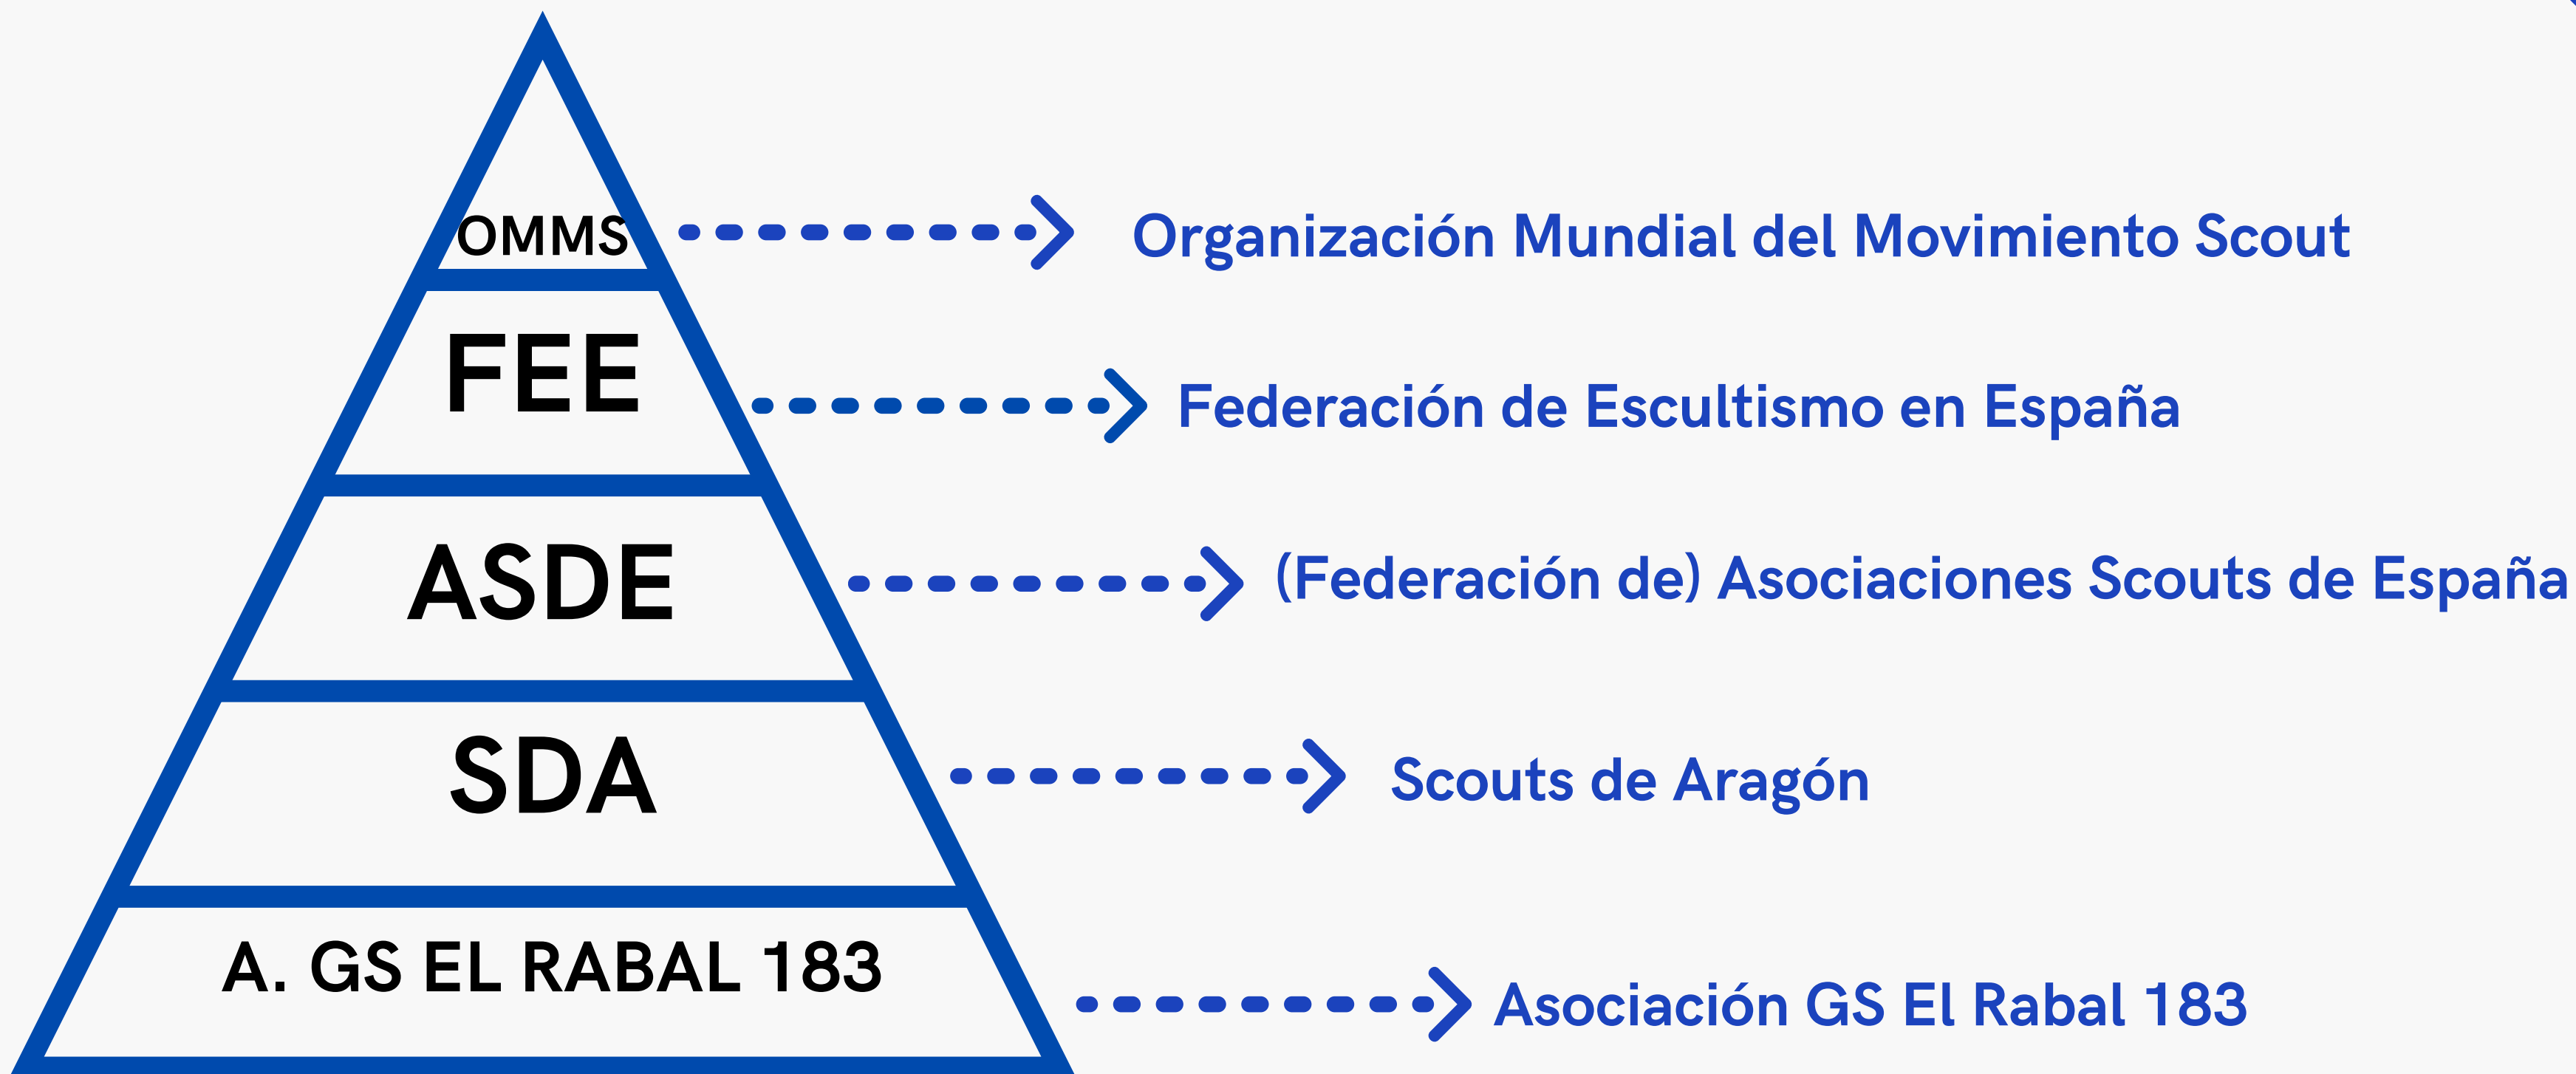 OMMS
Organización Mundial del Movimiento Scout
FEE
Federación de Escultismo en España
ASDE
(Federación de) Asociaciones Scouts de España
SDA
Scouts de Aragón
A. GS EL RABAL 183
Asociación GS El Rabal 183